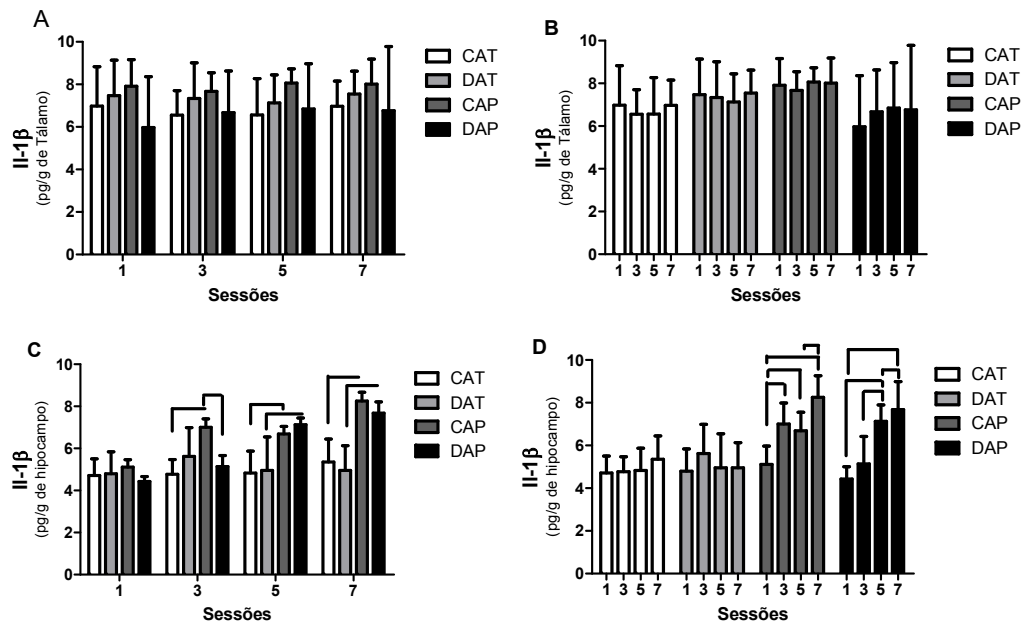 A
Il-1β
(pg/g de Tálamo)
10
8
6
4
2
0
1 3 5 7
Sessões
CAT
DAT
CAP
DAP
B
Il-1β
(pg/g de Tálamo)
10
8
6
4
2
0
1 3 5 7 1 3 5 7 1 3 5 7 1 3 5 7
Sessões
CAT
DAT
CAP
DAP
C
Il-1β
(pg/g de hipocampo)
10
8
6
4
2
0
1 3 5 7
Sessões
CAT
DAT
CAP
DAP
D
Il-1β
(pg/g de hipocampo)
10
8
6
4
2
0
1 3 5 7 1 3 5 7 1 3 5 7 1 3 5 7
Sessões
CAT
DAT
CAP
DAP